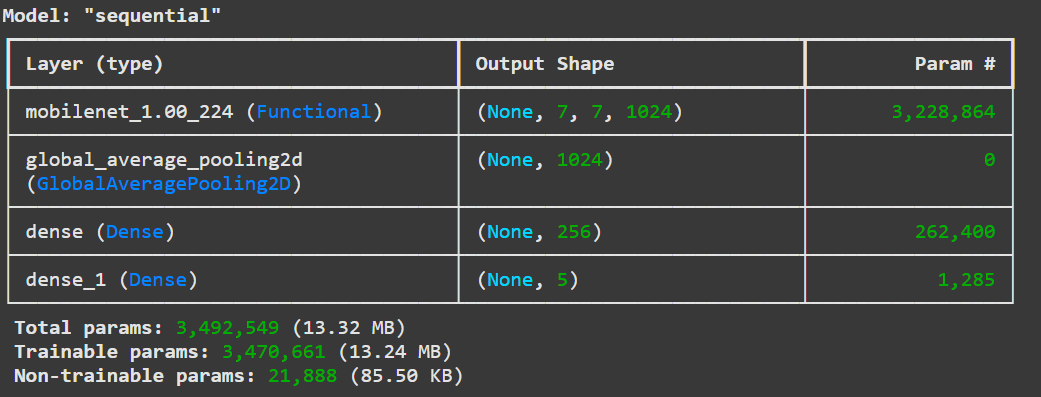 Model: "sequential"
Layer (type) Output Shape Param #
mobilenet_1.00_224 (Functional) (None, 7, 7, 1024) 3,228,864
global_average_pooling2d (None, 1024) 0
(GlobalAveragePooling2D)
dense (Dense) (None, 256) 262,400
dense_1 (Dense) (None, 5) 1,285
Total params: 3,492,549 (13.32 MB)
Trainable params: 3,470,661 (13.24 MB)
Non-trainable params: 21,888 (85.50 KB)